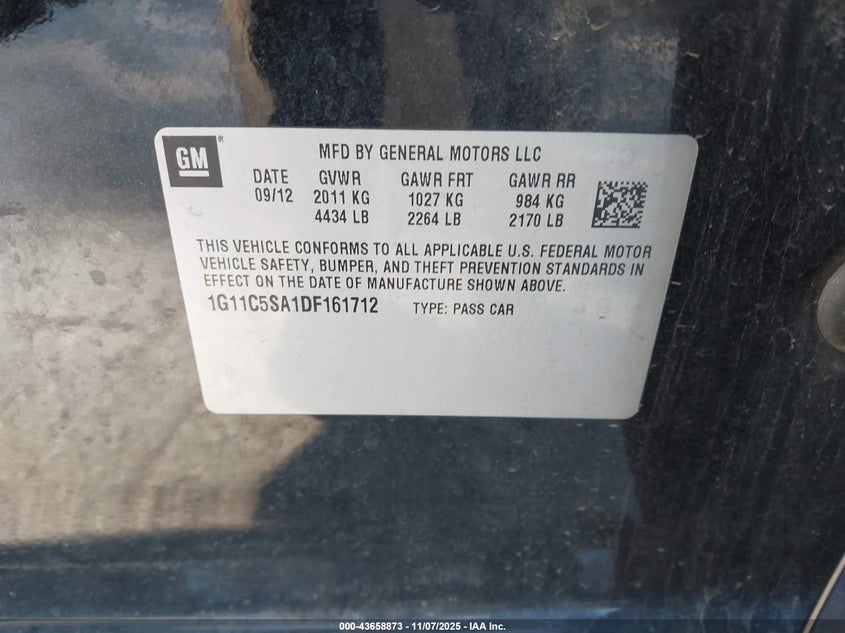 GM
MFD BY GENERAL MOTORS LLC
DATE GVWR GAWR FRT GAWR RR
09/12 2011 KG 1027 KG 984 KG
4434 LB 2264 LB 2170 LB
THIS VEHICLE CONFORMS TO ALL APPLICABLE U.S. FEDERAL MOTOR
VEHICLE SAFETY, BUMPER, AND THEFT PREVENTION STANDARDS IN
EFFECT ON THE DATE OF MANUFACTURE SHOWN ABOVE.
1G11C5SA1DF161712 TYPE: PASS CAR
000-43658873 - 11/07/2025 - IAA Inc.